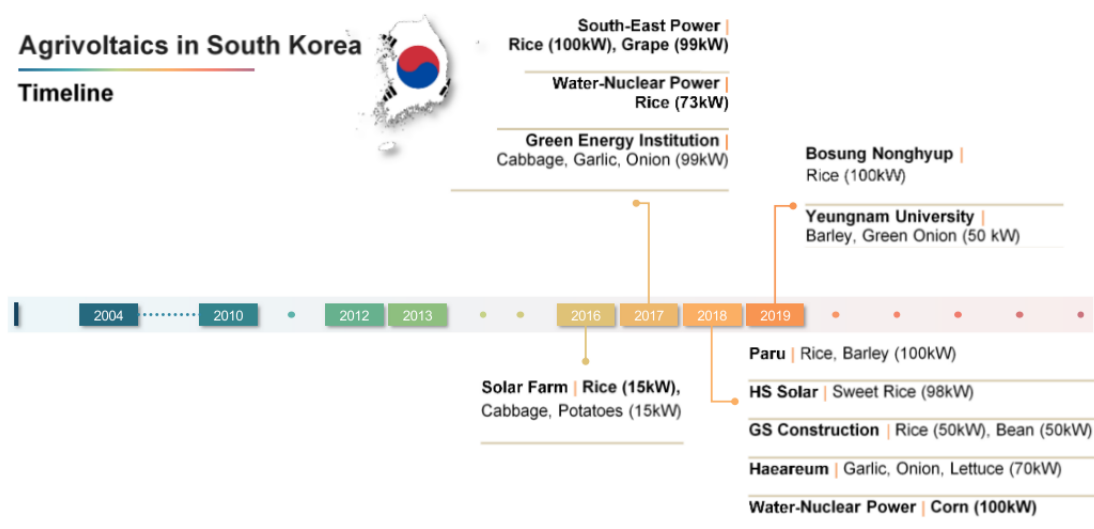 Agrivoltaics in South Korea
Timeline
South-East Power |
Rice (100kW), Grape (99kW)
Water-Nuclear Power |
Rice (73kW)
Green Energy Institution |
Cabbage, Garlic, Onion (99kW)
Bosung Nonghyup |
Rice (100kW)
Yeungnam University |
Barley, Green Onion (50 kW)
2004
2010
2012
2013
2016
2017
2018
2019
Solar Farm | Rice (15kW),
Cabbage, Potatoes (15kW)
Paru | Rice, Barley (100kW)
HS Solar | Sweet Rice (98kW)
GS Construction | Rice (50kW), Bean (50kW)
Haeareum | Garlic, Onion, Lettuce (70kW)
Water-Nuclear Power | Corn (100kW)